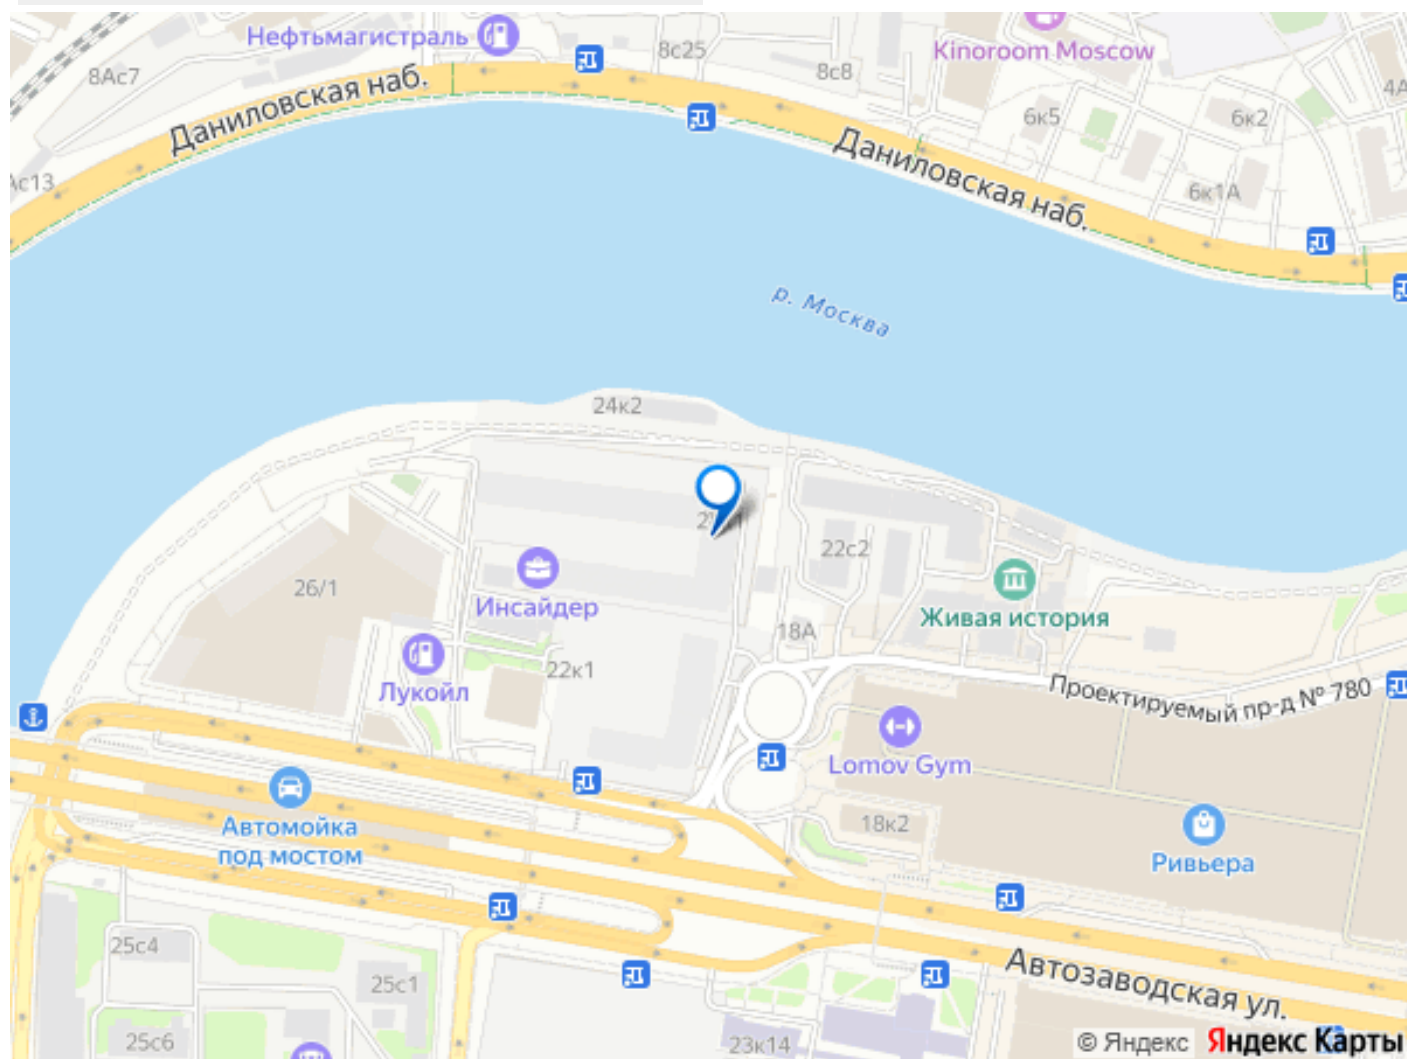 Нефтьмагистраль
8с25
Kinoroom Moscow
8Ас7
8с8
4А
Даниловская наб.
6к5
6к2
Даниловская наб.
Ас13
6к1А
р. Москва
24к2
22с2
26/1
Инсайдер
Живая история
18А
22к1
Лукойл
Проектируемый пр-д № 780
Lomov Gym
Автомойка
под мостом
18к2
Ривьера
25с4
25с1
Автозаводская ул.
25с6
23к14
© Яндекс Яндекс Карты